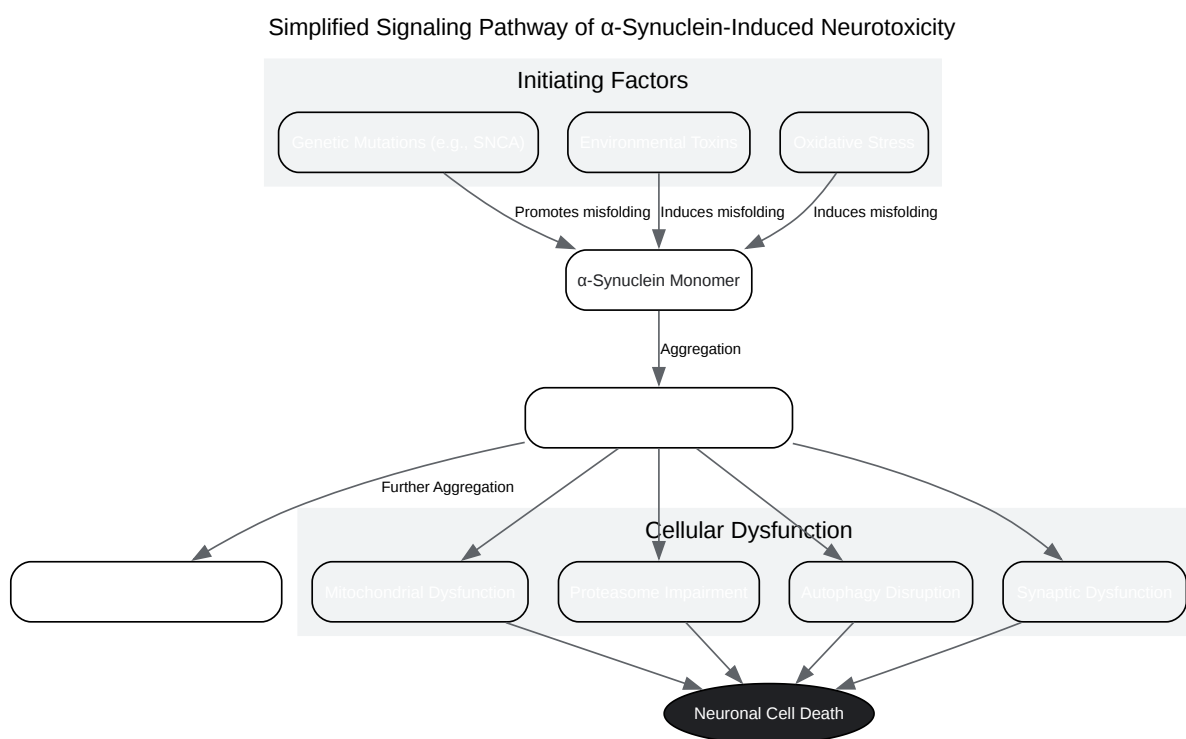 Simplified Signaling Pathway of α-Synuclein-Induced Neurotoxicity
Initiating Factors
Genetic Mutations (e.g., SNCA)
Environmental Toxins
Oxidative Stress
Promotes misfolding
Induces misfolding
Induces misfolding
α-Synuclein Monomer
Aggregation
Further Aggregation
Cellular Dysfunction
Mitochondrial Dysfunction
Proteasome Impairment
Autophagy Disruption
Synaptic Dysfunction
Neuronal Cell Death